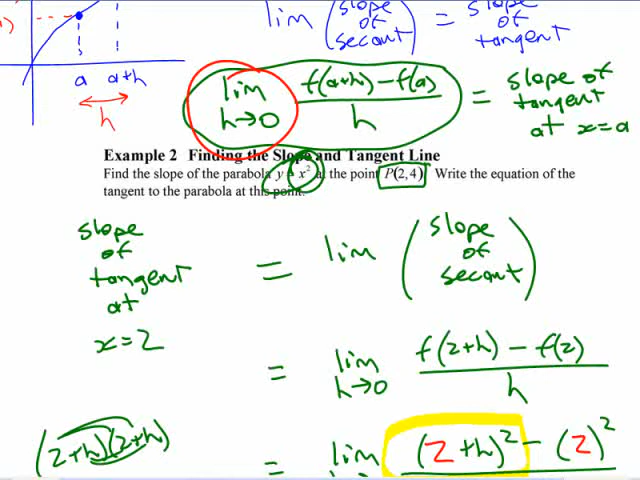 lim (slope of secant) = slope of tangent
a a+h
h
lim h→0 f(a+h) − f(a) / h = slope of tangent at x=a
Example 2 Finding the Slope and Tangent Line
Find the slope of the parabola y = x² at the point P(2,4). Write the equation of the
tangent to the parabola at this point.
slope of tangent at x=2 = lim (slope of secant)
= lim h→0 f(2+h) − f(2) / h
(2+h)(2+h)
= lim (2+h)² − (2)²